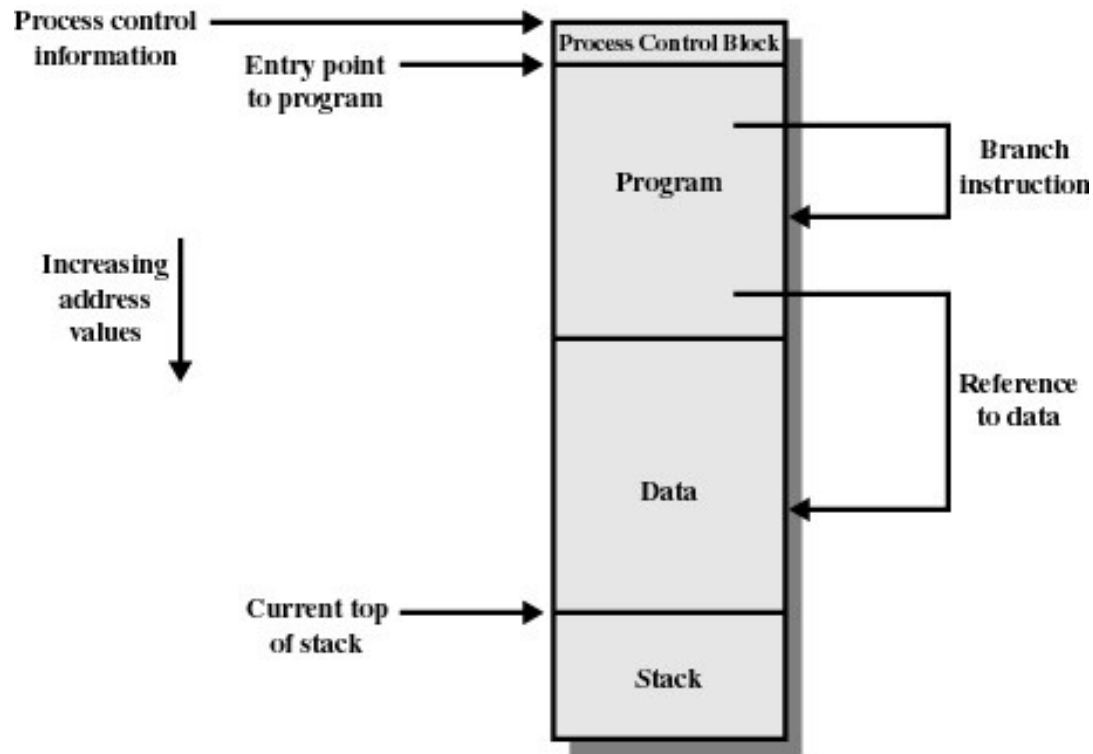 Process control
information
Process Control Block
Entry point
to program
Branch
instruction
Program
Increasing
address
values
Reference
to data
Data
Current top
of stack
Stack